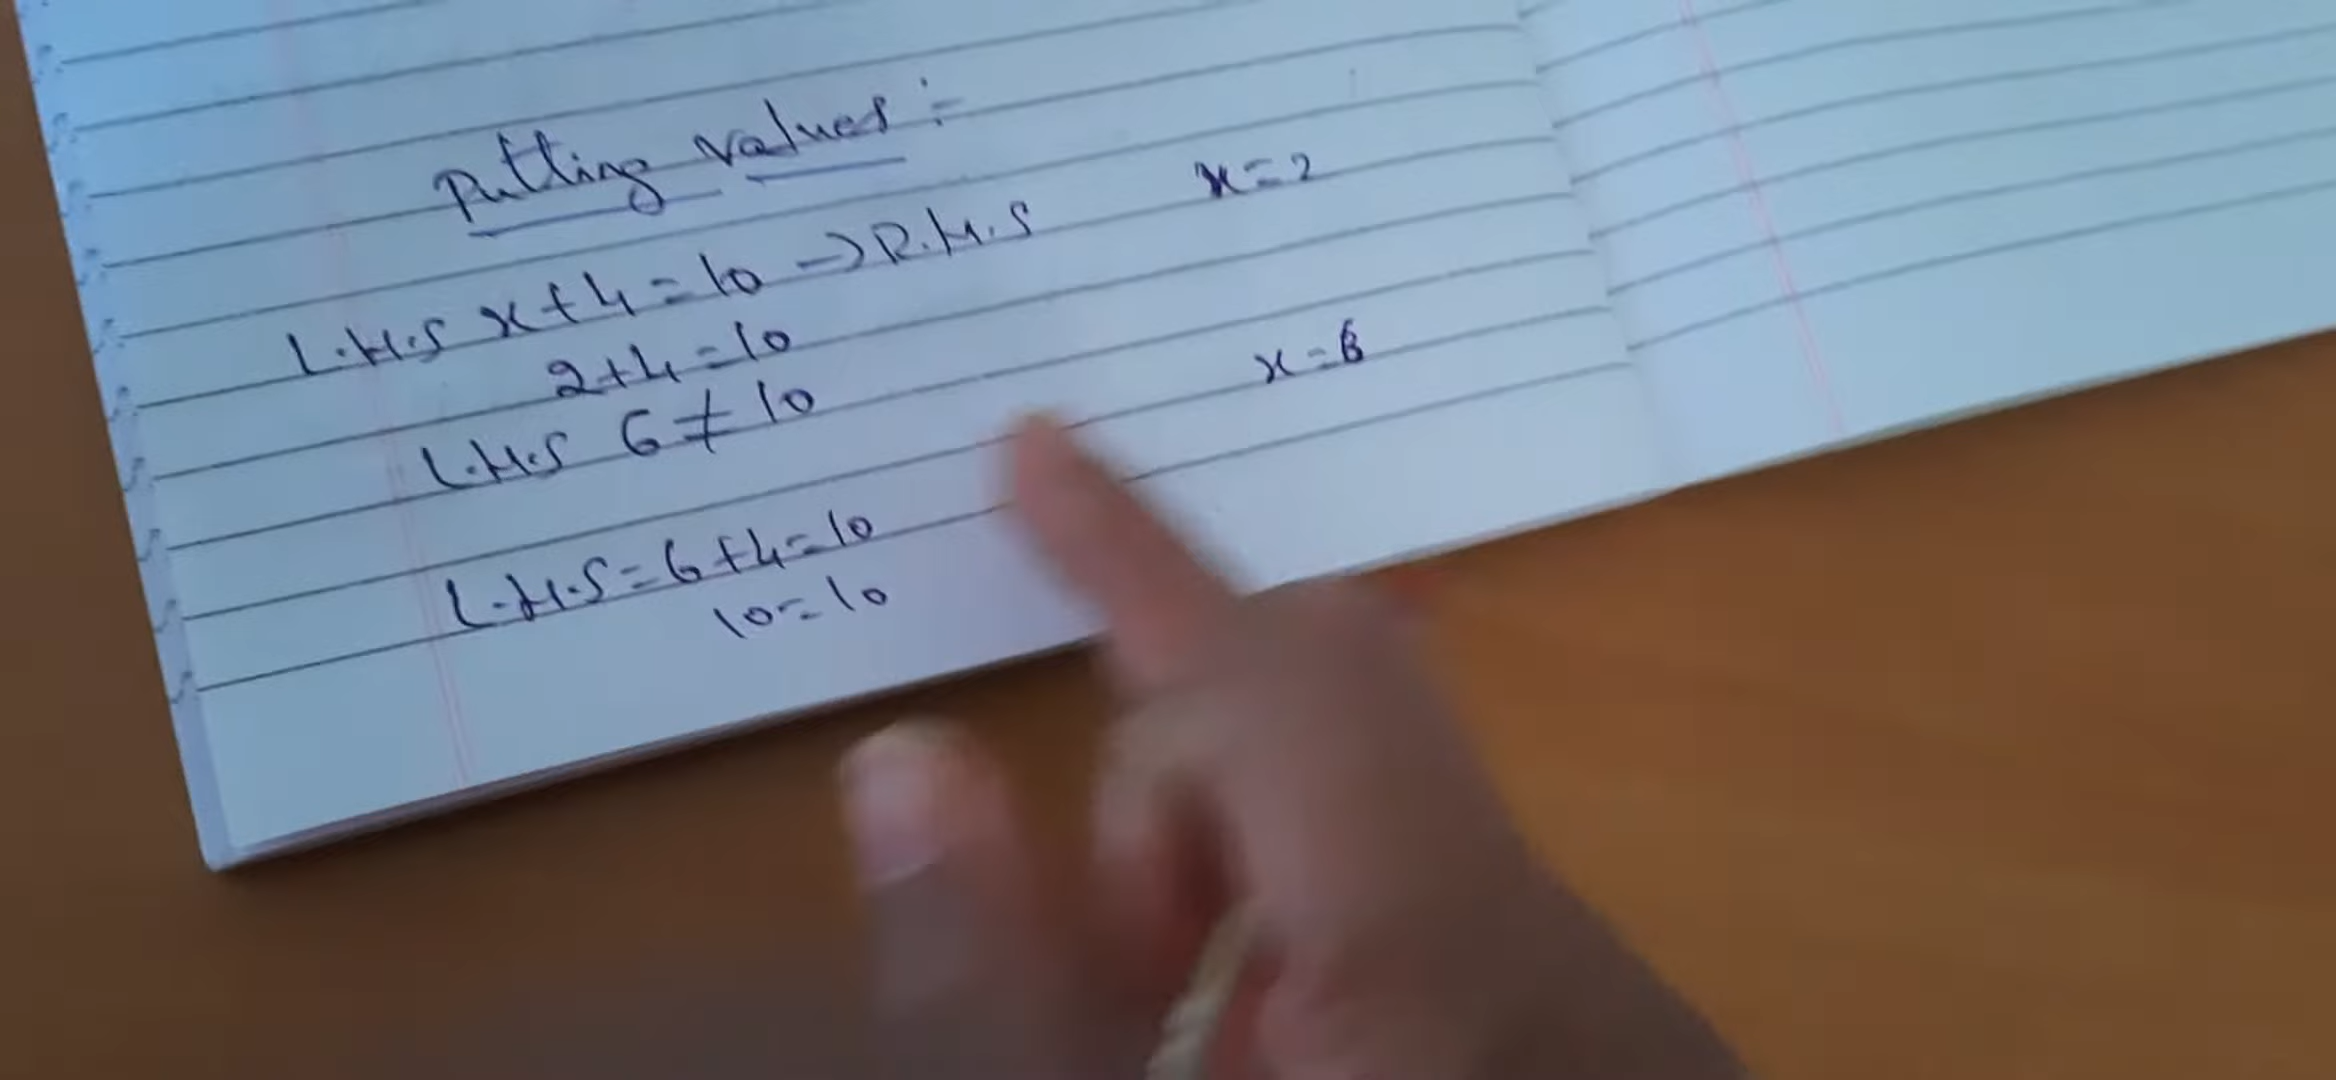 Putting values :-
x = 2
L.H.S x + 4 = 10 → R.H.S
2 + 4 = 10
L.H.S 6 ≠ 10
x = 6
L.H.S = 6 + 4 = 10
10 = 10